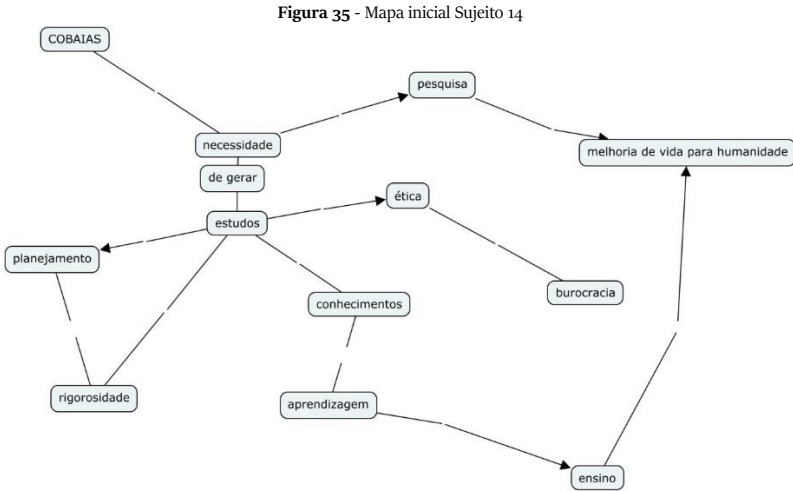 Figura 35 - Mapa inicial Sujeito 14
COBAIAS
pesquisa
necessidade
melhoria de vida para humanidade
de gerar
ética
estudos
planejamento
burocracia
conhecimentos
rigorosidade
aprendizagem
ensino